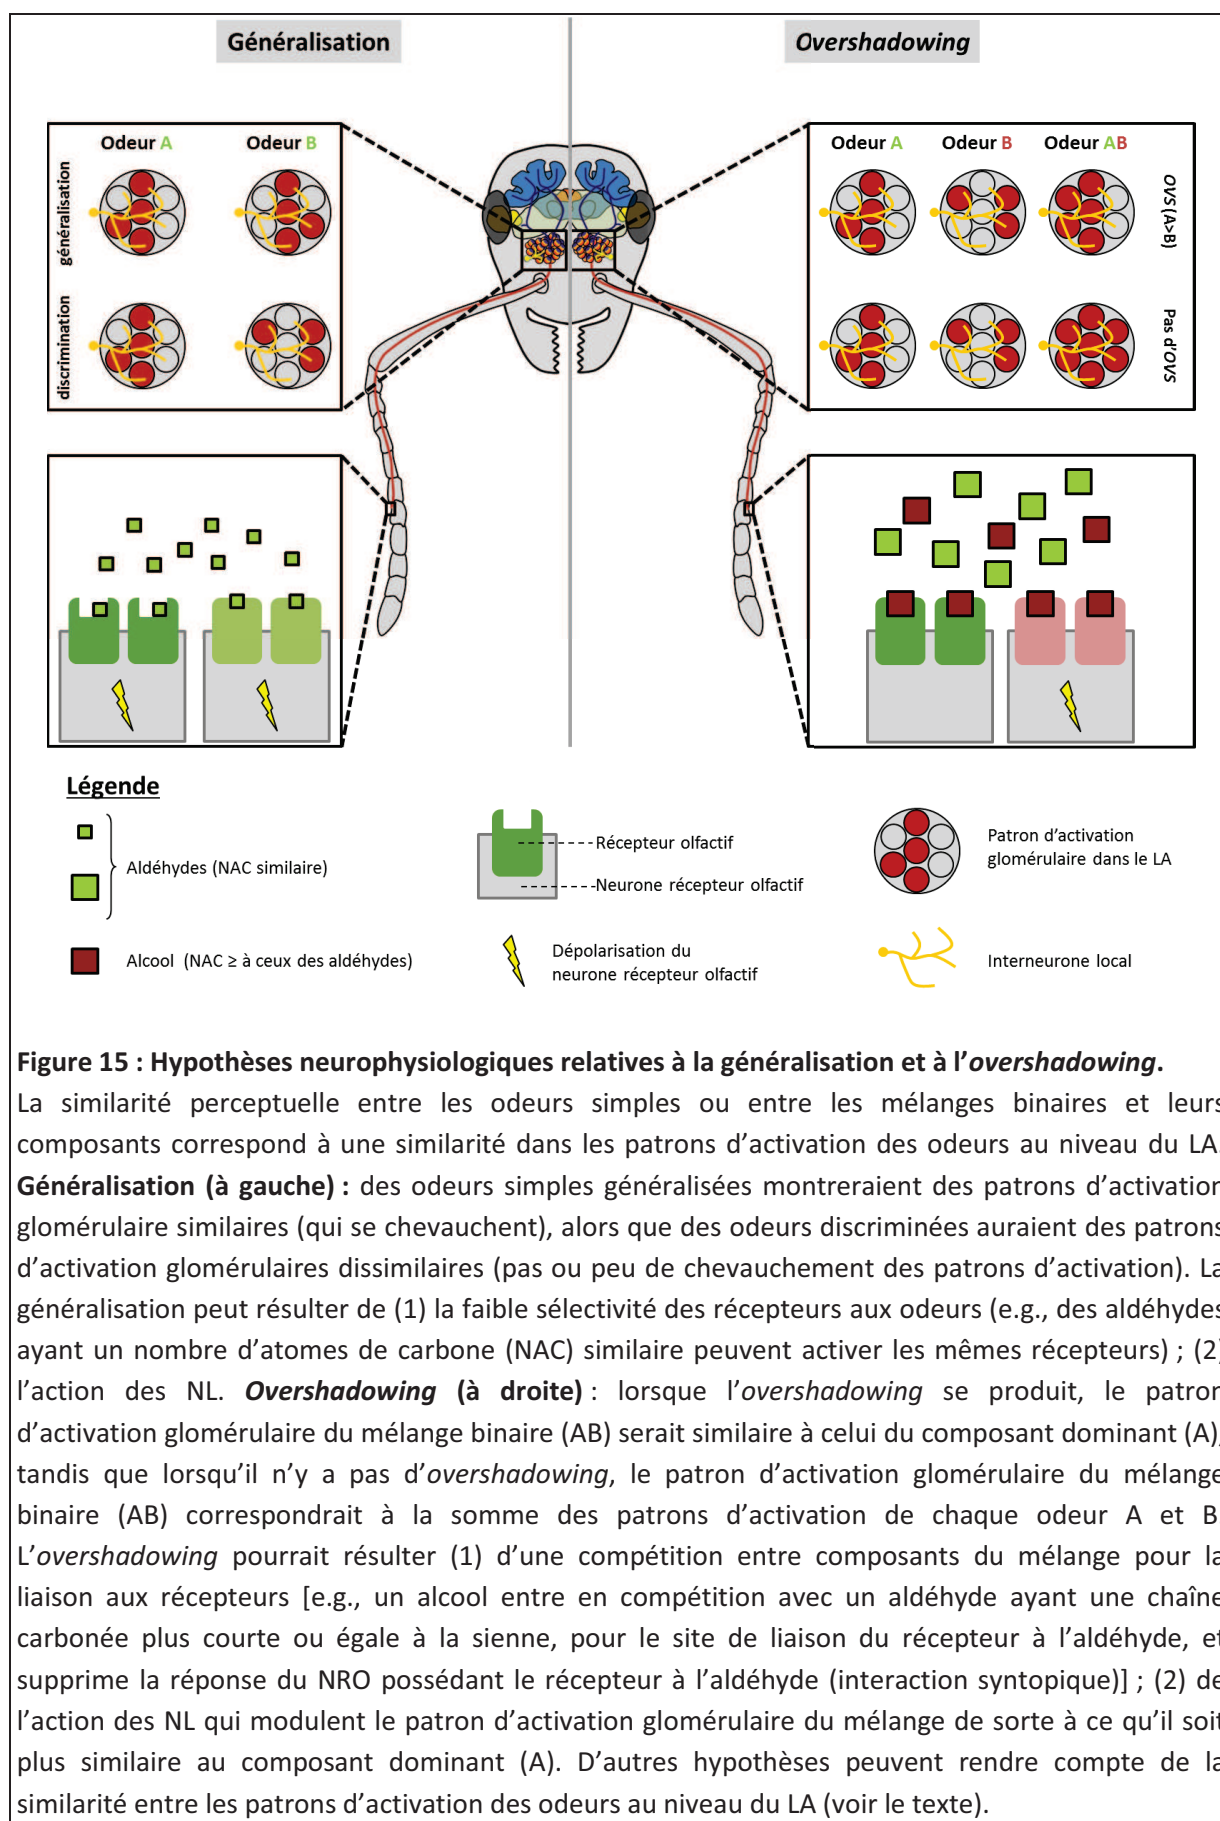 Généralisation
Overshadowing
Odeur A
Odeur B
Odeur A
Odeur B
Odeur AB
généralisation
discrimination
OVS (A>B)
Pas d'OVS
Légende
Aldéhydes (NAC similaire)
Alcool (NAC ≥ à ceux des aldéhydes)
Récepteur olfactif
Neurone récepteur olfactif
Dépolarisation du
neurone récepteur olfactif
Patron d'activation
glomérulaire dans le LA
Interneurone local
Figure 15 : Hypothèses neurophysiologiques relatives à la généralisation et à l'overshadowing.
La similarité perceptuelle entre les odeurs simples ou entre les mélanges binaires et leurs
composants correspond à une similarité dans les patrons d'activation des odeurs au niveau du LA.
Généralisation (à gauche) : des odeurs simples généralisées montreraient des patrons d'activation
glomérulaire similaires (qui se chevauchent), alors que des odeurs discriminées auraient des patrons
d'activation glomérulaires dissimilaires (pas ou peu de chevauchement des patrons d'activation). La
généralisation peut résulter de (1) la faible sélectivité des récepteurs aux odeurs (e.g., des aldéhydes
ayant un nombre d'atomes de carbone (NAC) similaire peuvent activer les mêmes récepteurs) ; (2)
l'action des NL. Overshadowing (à droite) : lorsque l'overshadowing se produit, le patron
d'activation glomérulaire du mélange binaire (AB) serait similaire à celui du composant dominant (A),
tandis que lorsqu'il n'y a pas d'overshadowing, le patron d'activation glomérulaire du mélange
binaire (AB) correspondrait à la somme des patrons d'activation de chaque odeur A et B
L'overshadowing pourrait résulter (1) d'une compétition entre composants du mélange pour la
liaison aux récepteurs [e.g., un alcool entre en compétition avec un aldéhyde ayant une chaîne
carbonée plus courte ou égale à la sienne, pour le site de liaison du récepteur à l'aldéhyde, et
supprime la réponse du NRO possédant le récepteur à l'aldéhyde (interaction syntopique)] ; (2) de
l'action des NL qui modulent le patron d'activation glomérulaire du mélange de sorte à ce qu'il soit
plus similaire au composant dominant (A). D'autres hypothèses peuvent rendre compte de la
similarité entre les patrons d'activation des odeurs au niveau du LA (voir le texte).